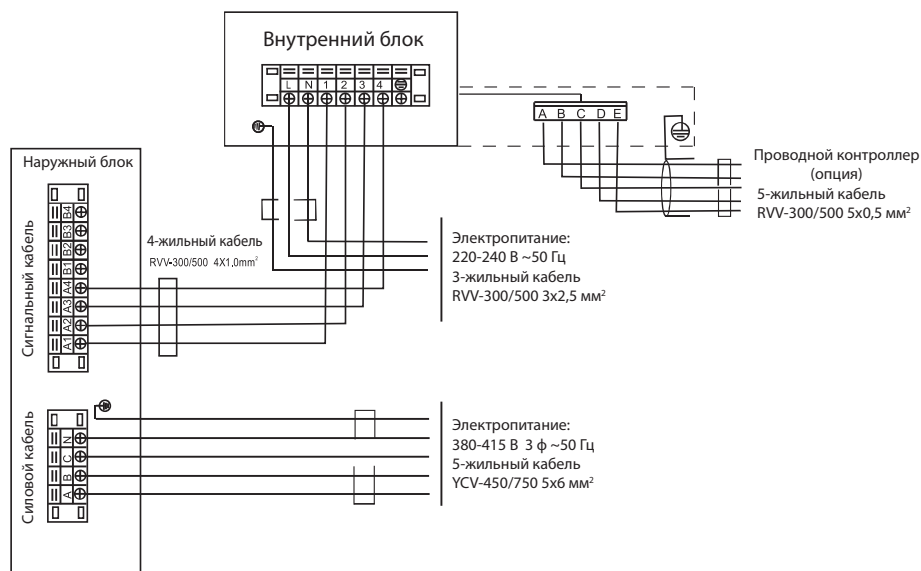 Внутренний блок
L N 1 2 3 4
A B C D E
Проводной контроллер
(опция)
5-жильный кабель
RVV-300/500 5x0,5 мм²
Наружный блок
Сигнальный кабель
B4
B3
B2
B1
A4
A3
A2
A1
4-жильный кабель
RVV-300/500 4X1.0mm²
Электропитание:
220-240 В ~50 Гц
3-жильный кабель
RVV-300/500 3x2,5 мм²
Силовой кабель
N
C
B
A
Электропитание:
380-415 В 3 ф ~50 Гц
5-жильный кабель
YCV-450/750 5x6 мм²